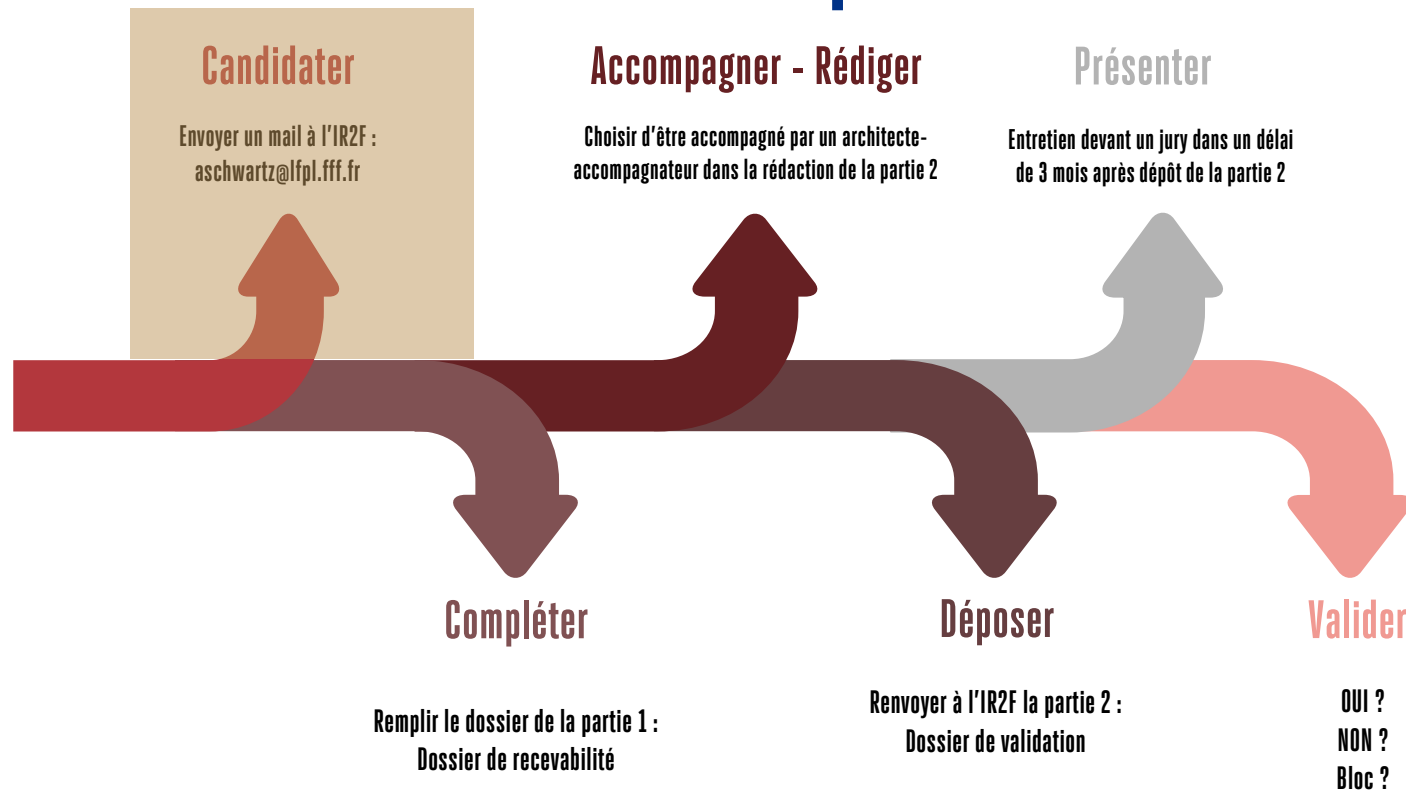 Candidater
Envoyer un mail à l'IR2F :
aschwartz@lfpl.fff.fr
Accompagner - Rédiger
Choisir d'être accompagné par un architecte-
accompagnateur dans la rédaction de la partie 2
Présenter
Entretien devant un jury dans un délai
de 3 mois après dépôt de la partie 2
Compléter
Remplir le dossier de la partie 1 :
Dossier de recevabilité
Déposer
Renvoyer à l'IR2F la partie 2 :
Dossier de validation
Valider
OUI ?
NON ?
Bloc ?